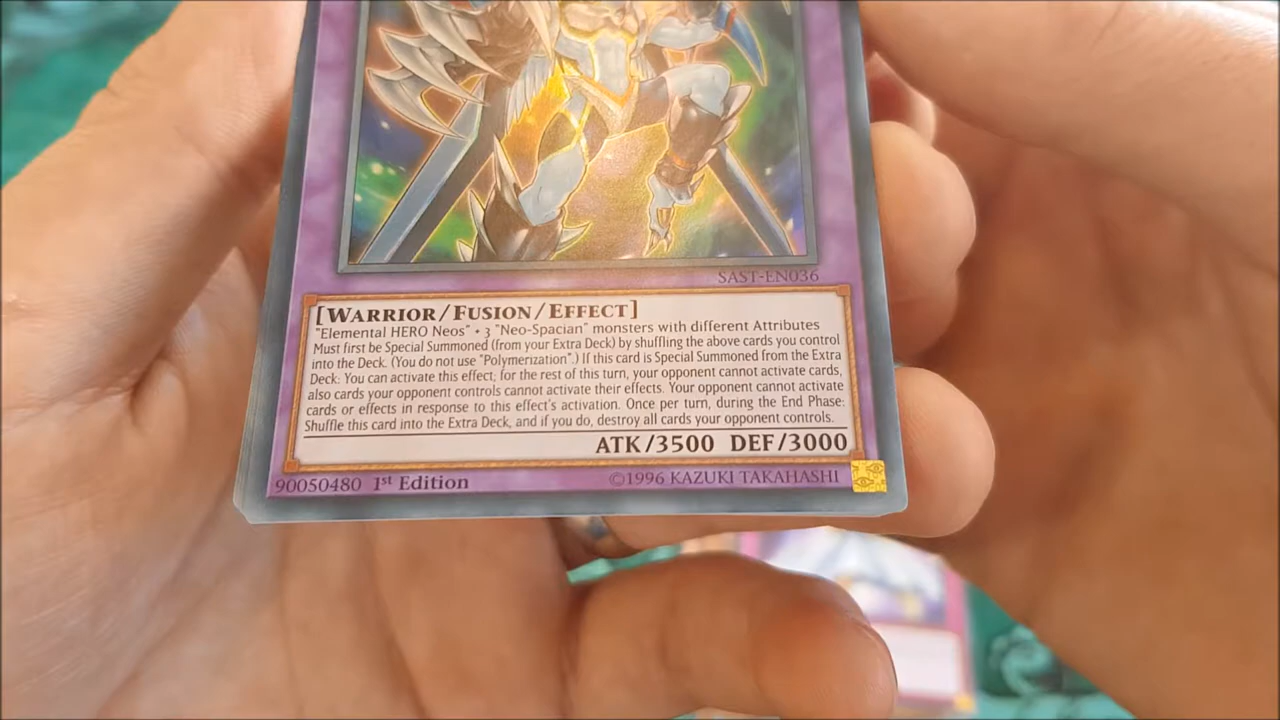 SAST-EN036
[WARRIOR/FUSION/EFFECT]
"Elemental HERO Neos" + 3 "Neo-Spacian" monsters with different Attributes
Must first be Special Summoned (from your Extra Deck) by shuffling the above cards you control
into the Deck. (You do not use "Polymerization".) If this card is Special Summoned from the Extra
Deck: You can activate this effect; for the rest of this turn, your opponent cannot activate cards,
also cards your opponent controls cannot activate their effects. Your opponent cannot activate
cards or effects in response to this effect's activation. Once per turn, during the End Phase:
Shuffle this card into the Extra Deck, and if you do, destroy all cards your opponent controls.
ATK/3500 DEF/3000
90050480 1st Edition ©1996 KAZUKI TAKAHASHI